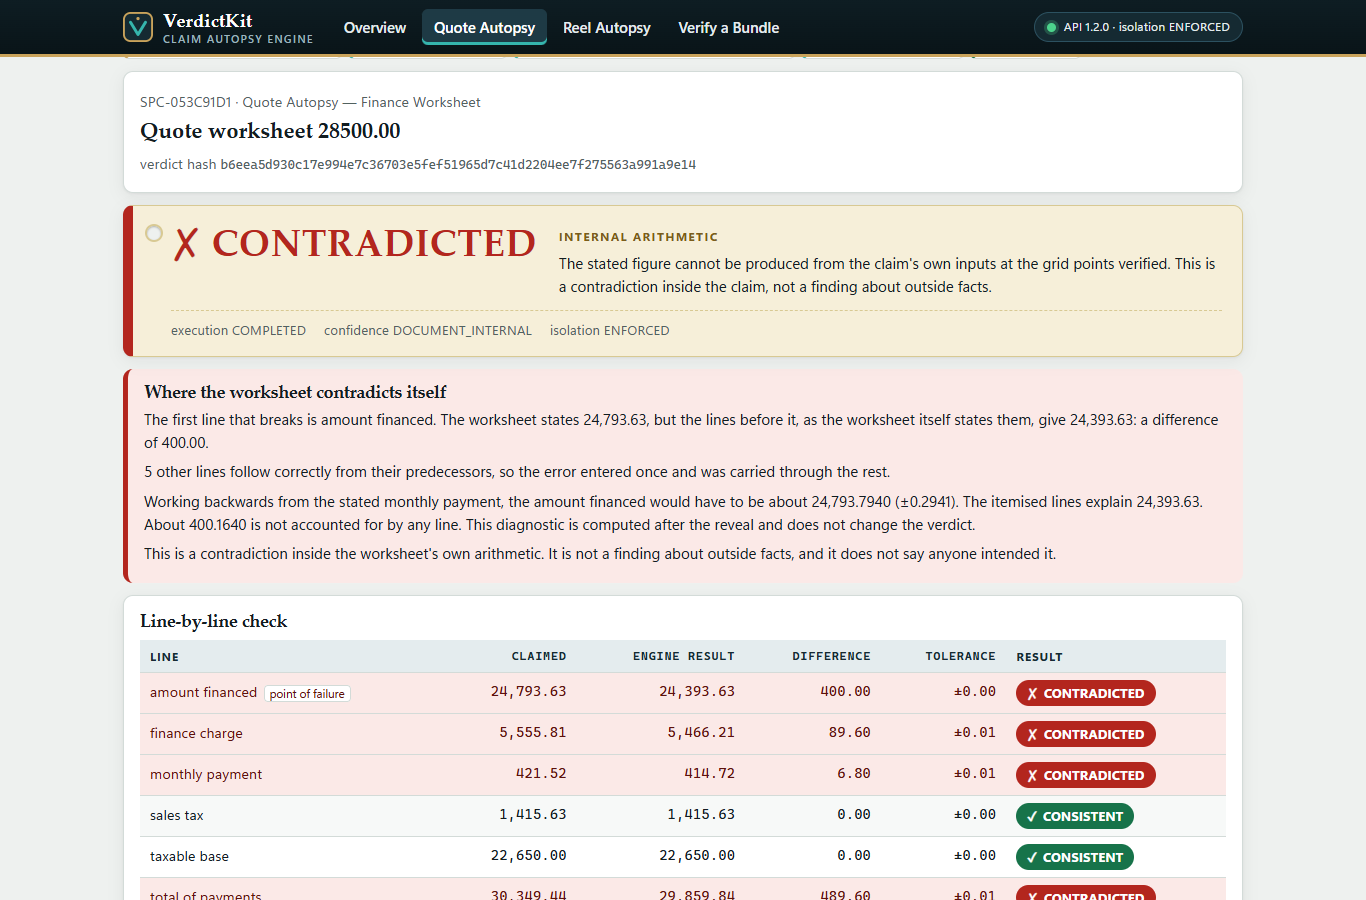 VerdictKit
CLAIM AUTOPSY ENGINE
Overview
Quote Autopsy
Reel Autopsy
Verify a Bundle
API 1.2.0 · isolation ENFORCED
SPC-053C91D1 · Quote Autopsy — Finance Worksheet
Quote worksheet 28500.00
verdict hash b6eea5d930c17e994e7c36703e5fef51965d7c41d2204ee7f275563a991a9e14
✗ CONTRADICTED
INTERNAL ARITHMETIC
The stated figure cannot be produced from the claim's own inputs at the grid points verified. This is
a contradiction inside the claim, not a finding about outside facts.
execution COMPLETED confidence DOCUMENT_INTERNAL isolation ENFORCED
Where the worksheet contradicts itself
The first line that breaks is amount financed. The worksheet states 24,793.63, but the lines before it, as the worksheet itself states them, give 24,393.63: a difference
of 400.00.
5 other lines follow correctly from their predecessors, so the error entered once and was carried through the rest.
Working backwards from the stated monthly payment, the amount financed would have to be about 24,793.7940 (±0.2941). The itemised lines explain 24,393.63.
About 400.1640 is not accounted for by any line. This diagnostic is computed after the reveal and does not change the verdict.
This is a contradiction inside the worksheet's own arithmetic. It is not a finding about outside facts, and it does not say anyone intended it.
Line-by-line check
LINE CLAIMED ENGINE RESULT DIFFERENCE TOLERANCE RESULT
amount financed point of failure 24,793.63 24,393.63 400.00 ±0.00 ✗ CONTRADICTED
finance charge 5,555.81 5,466.21 89.60 ±0.01 ✗ CONTRADICTED
monthly payment 421.52 414.72 6.80 ±0.01 ✗ CONTRADICTED
sales tax 1,415.63 1,415.63 0.00 ±0.00 ✓ CONSISTENT
taxable base 22,650.00 22,650.00 0.00 ±0.00 ✓ CONSISTENT
total of payments 30,349.44 29,859.84 489.60 ±0.01 ✗ CONTRADICTED